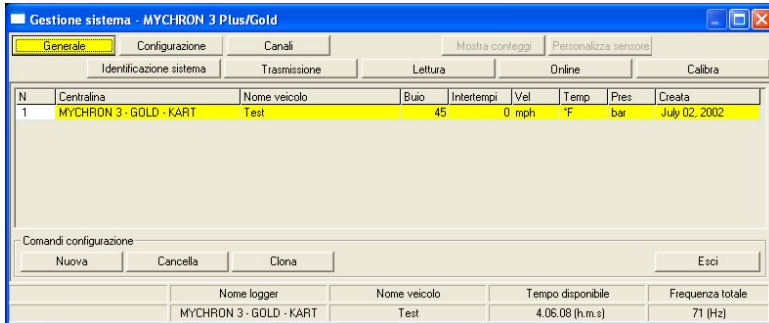 Gestione sistema - MYCHRON 3 Plus/Gold
Generale Configurazione Canali Mostra conteggi Personalizza sensore
Identificazione sistema Trasmissione Lettura Online Calibra
N Centralina Nome veicolo Buio Intertempi Vel Temp Pres Creata
1 MYCHRON 3 - GOLD - KART Test 45 0 mph °F bar July 02, 2002
Comandi configurazione
Nuova Cancella Clona Esci
Nome logger Nome veicolo Tempo disponibile Frequenza totale
MYCHRON 3 - GOLD - KART Test 4.06.08 (h.m.s) 71 (Hz)